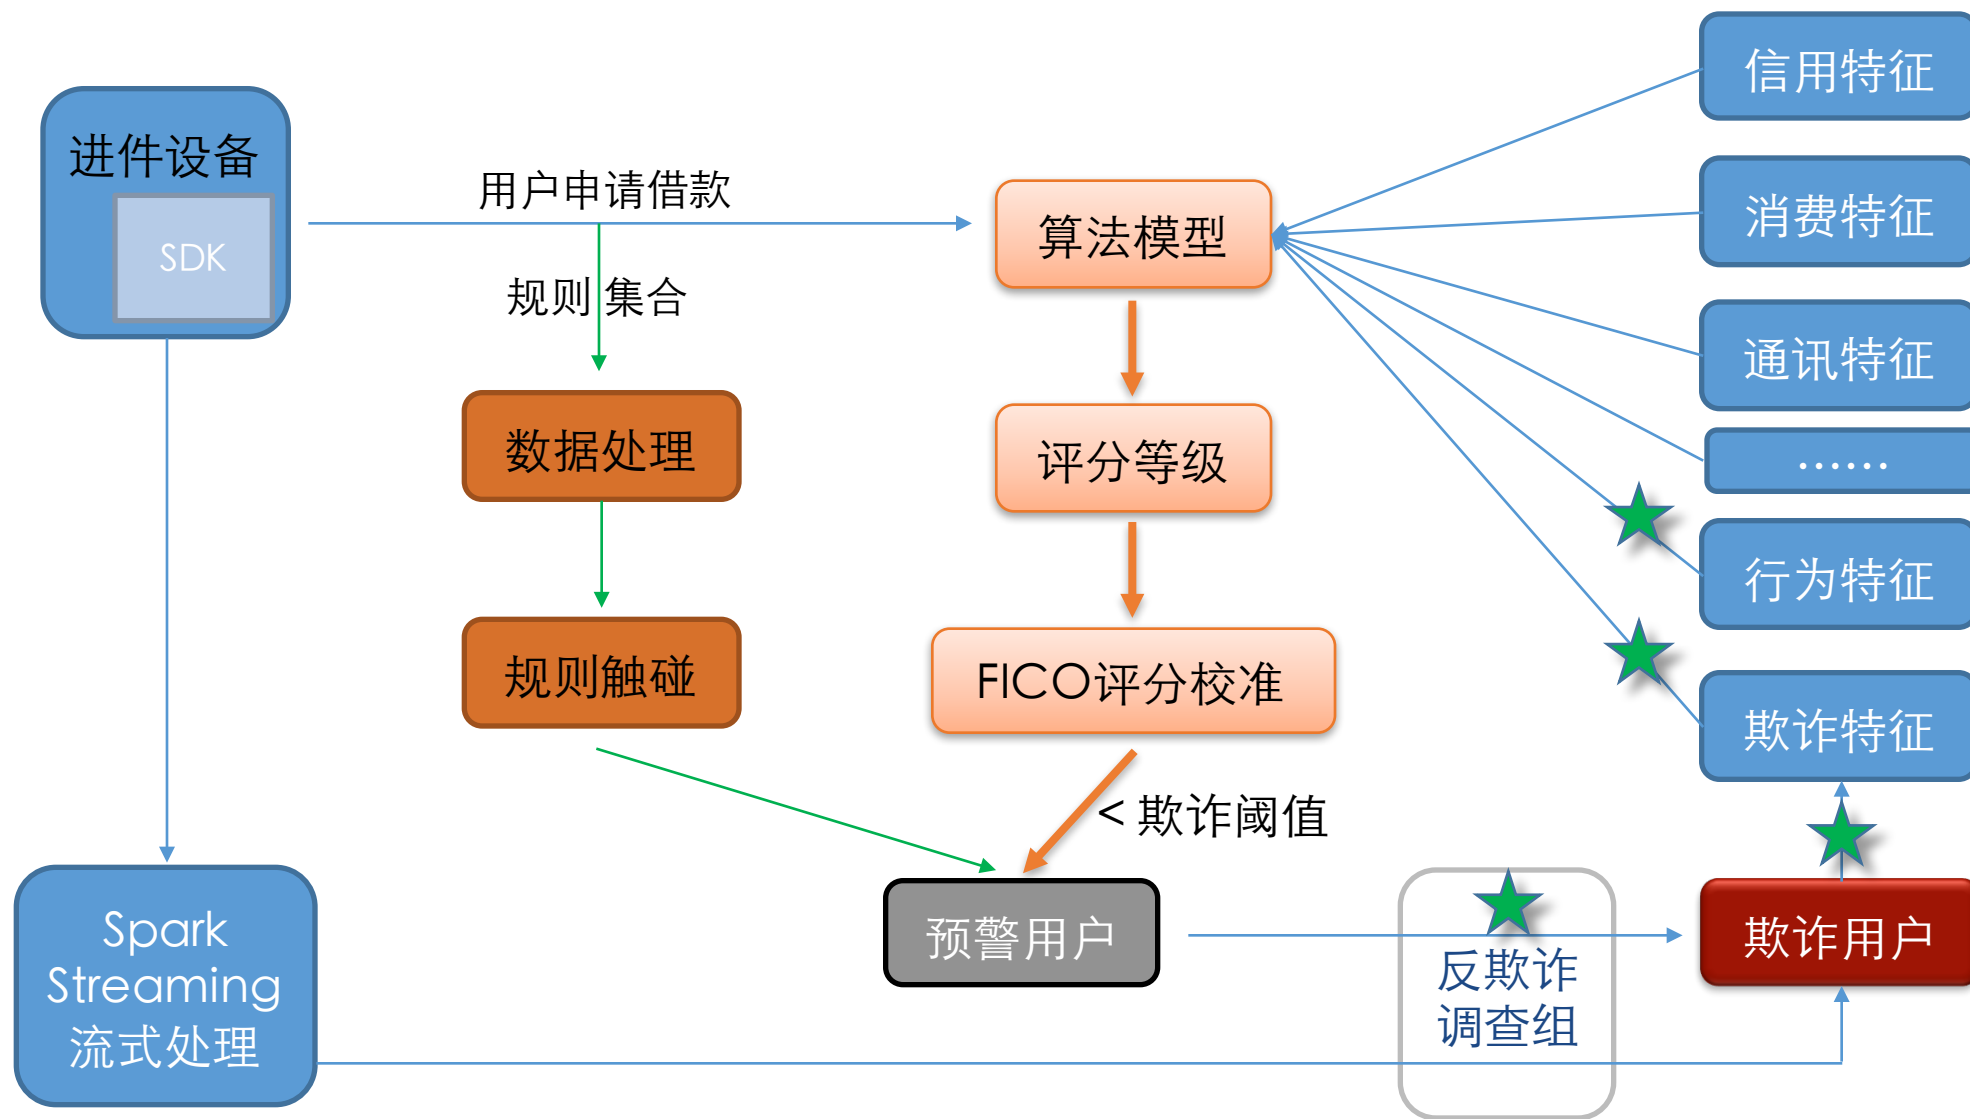 进件设备
SDK
用户申请借款
规则 集合
数据处理
规则触碰
算法模型
评分等级
FICO评分校准
< 欺诈阈值
预警用户
Spark
Streaming
流式处理
反欺诈
调查组
欺诈用户
信用特征
消费特征
通讯特征
......
行为特征
欺诈特征